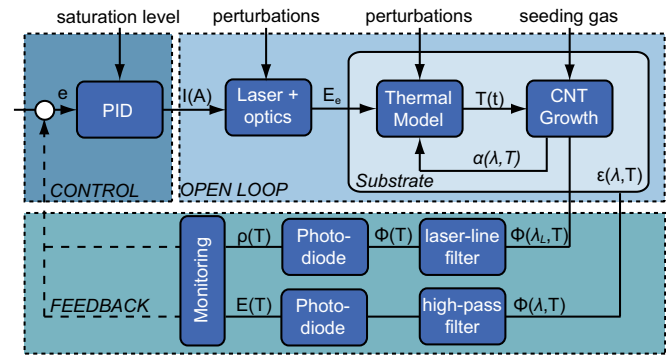 saturation level
perturbations
perturbations
seeding gas
e
PID
I(A)
Laser +
optics
E_e
Thermal
Model
T(t)
CNT
Growth
α(λ,T)
Substrate
ε(λ,T)
CONTROL
OPEN LOOP
Monitoring
ρ(T)
Photo-
diode
Φ(T)
laser-line
filter
Φ(λ_L,T)
FEEDBACK
E(T)
Photo-
diode
high-pass
filter
Φ(λ,T)